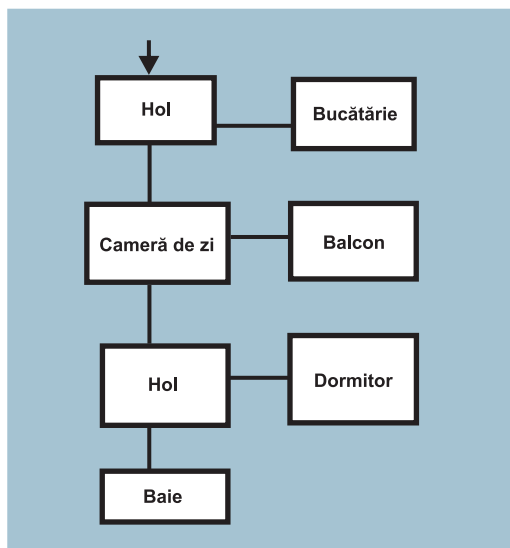 Hol
Bucătărie
Cameră de zi
Balcon
Hol
Dormitor
Baie